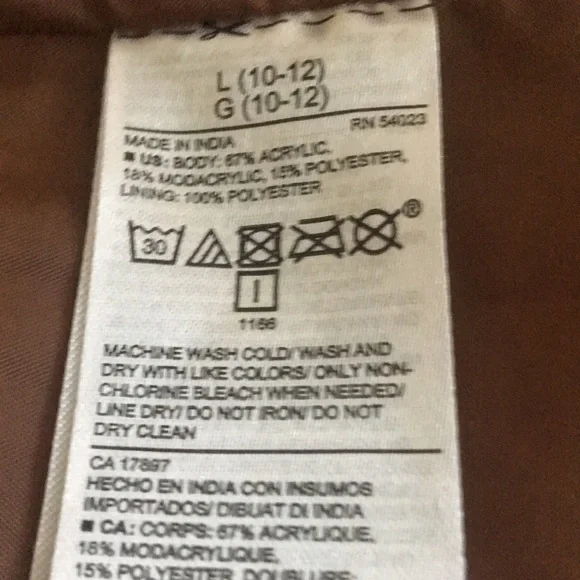 L (10-12)
G (10-12)
RN 54023
MADE IN INDIA
■ US: BODY: 67% ACRYLIC,
18% MODACRYLIC, 15% POLYESTER,
LINING: 100% POLYESTER
30
®
1166
MACHINE WASH COLD/ WASH AND
DRY WITH LIKE COLORS/ ONLY NON-
CHLORINE BLEACH WHEN NEEDED/
LINE DRY/ DO NOT IRON/ DO NOT
DRY CLEAN
CA 17897
HECHO EN INDIA CON INSUMOS
IMPORTADOS/ DIBUAT DI INDIA
■ CA: CORPS: 67% ACRYLIQUE,
18% MODACRYLIQUE,
15% POLYESTER, DOUBLURE: